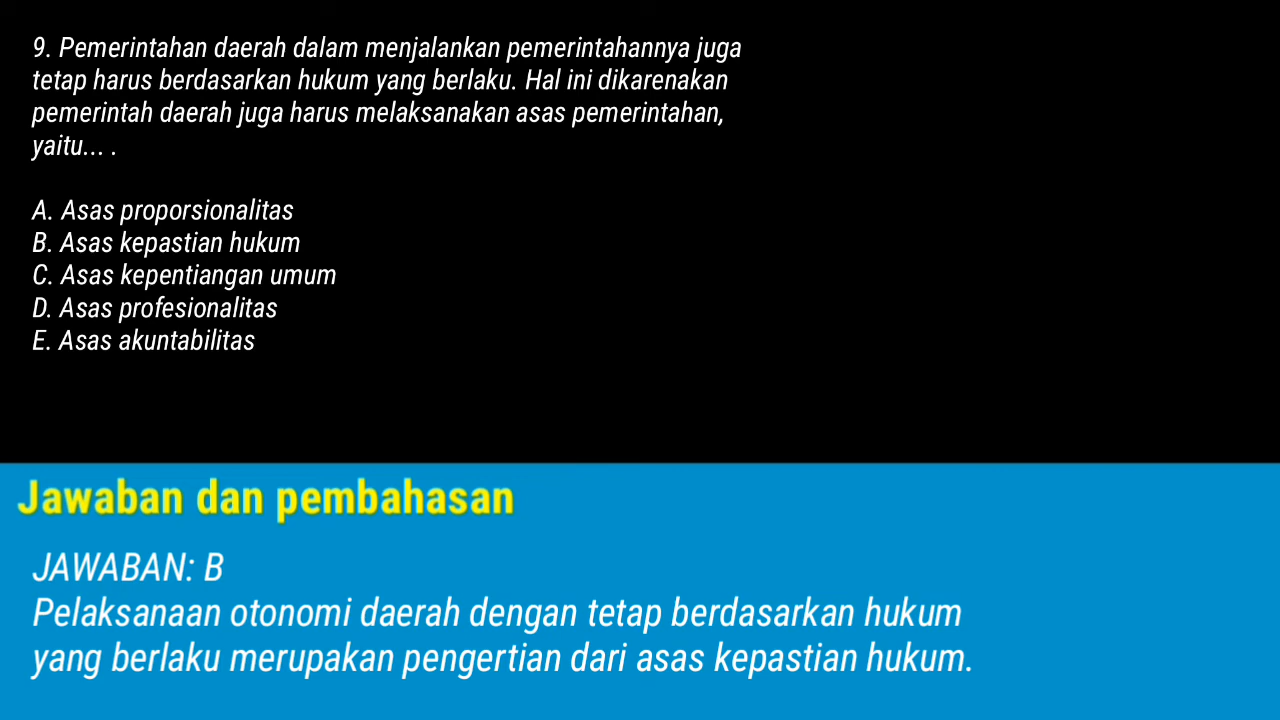 9. Pemerintahan daerah dalam menjalankan pemerintahannya juga
tetap harus berdasarkan hukum yang berlaku. Hal ini dikarenakan
pemerintah daerah juga harus melaksanakan asas pemerintahan,
yaitu... .
A. Asas proporsionalitas
B. Asas kepastian hukum
C. Asas kepentiangan umum
D. Asas profesionalitas
E. Asas akuntabilitas
Jawaban dan pembahasan
JAWABAN: B
Pelaksanaan otonomi daerah dengan tetap berdasarkan hukum
yang berlaku merupakan pengertian dari asas kepastian hukum.